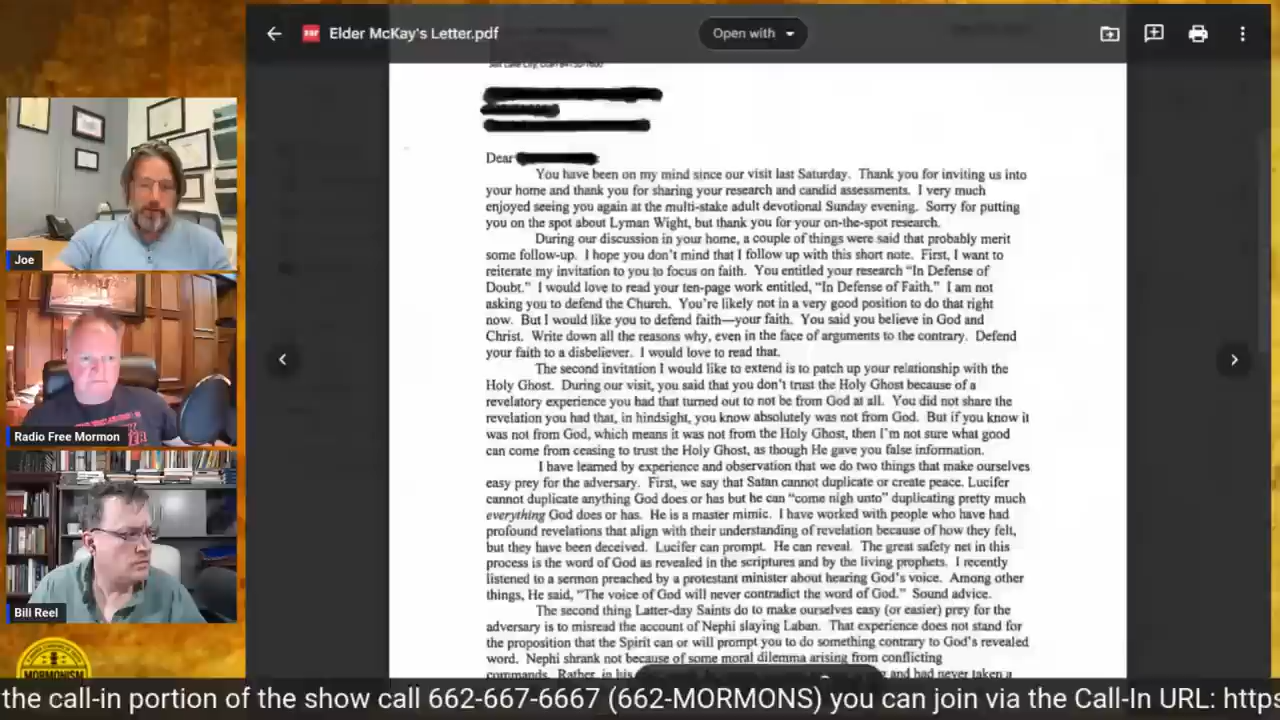 Elder McKay's Letter.pdf
Open with
Dear
You have been on my mind since our visit last Saturday. Thank you for inviting us into
your home and thank you for sharing your research and candid assessments. I very much
enjoyed seeing you again at the multi-stake adult devotional Sunday evening. Sorry for putting
you on the spot about Lyman Wight, but thank you for your on-the-spot research.
During our discussion in your home, a couple of things were said that probably merit
some follow-up. I hope you don't mind that I follow up with this short note. First, I want to
reiterate my invitation to you to focus on faith. You entitled your research "In Defense of
Doubt." I would love to read your ten-page work entitled, "In Defense of Faith." I am not
asking you to defend the Church. You're likely not in a very good position to do that right
now. But I would like you to defend faith—your faith. You said you believe in God and
Christ. Write down all the reasons why, even in the face of arguments to the contrary. Defend
your faith to a disbeliever. I would love to read that.
The second invitation I would like to extend is to patch up your relationship with the
Holy Ghost. During our visit, you said that you don't trust the Holy Ghost because of a
revelatory experience you had that turned out to not be from God at all. You did not share the
revelation you had that, in hindsight, you know absolutely was not from God. But if you know it
was not from God, which means it was not from the Holy Ghost, then I'm not sure what good
can come from ceasing to trust the Holy Ghost, as though He gave you false information.
I have learned by experience and observation that we do two things that make ourselves
easy prey for the adversary. First, we say that Satan cannot duplicate or create peace. Lucifer
cannot duplicate anything God does or has but he can "come nigh unto" duplicating pretty much
everything God does or has. He is a master mimic. I have worked with people who have had
profound revelations that align with their understanding of revelation because of how they felt,
but they have been deceived. Lucifer can prompt. He can reveal. The great safety net in this
process is the word of God as revealed in the scriptures and by the living prophets. I recently
listened to a sermon preached by a protestant minister about hearing God's voice. Among other
things, He said, "The voice of God will never contradict the word of God." Sound advice.
The second thing Latter-day Saints do to make ourselves easy (or easier) prey for the
adversary is to misread the account of Nephi slaying Laban. That experience does not stand for
the proposition that the Spirit can or will prompt you to do something contrary to God's revealed
word. Nephi shrank not because of some moral dilemma arising from conflicting
commands. Rather, in his and had never taken a
Joe
Radio Free Mormon
Bill Reel
MORMONISM
the call-in portion of the show call 662-667-6667 (662-MORMONS) you can join via the Call-In URL: https